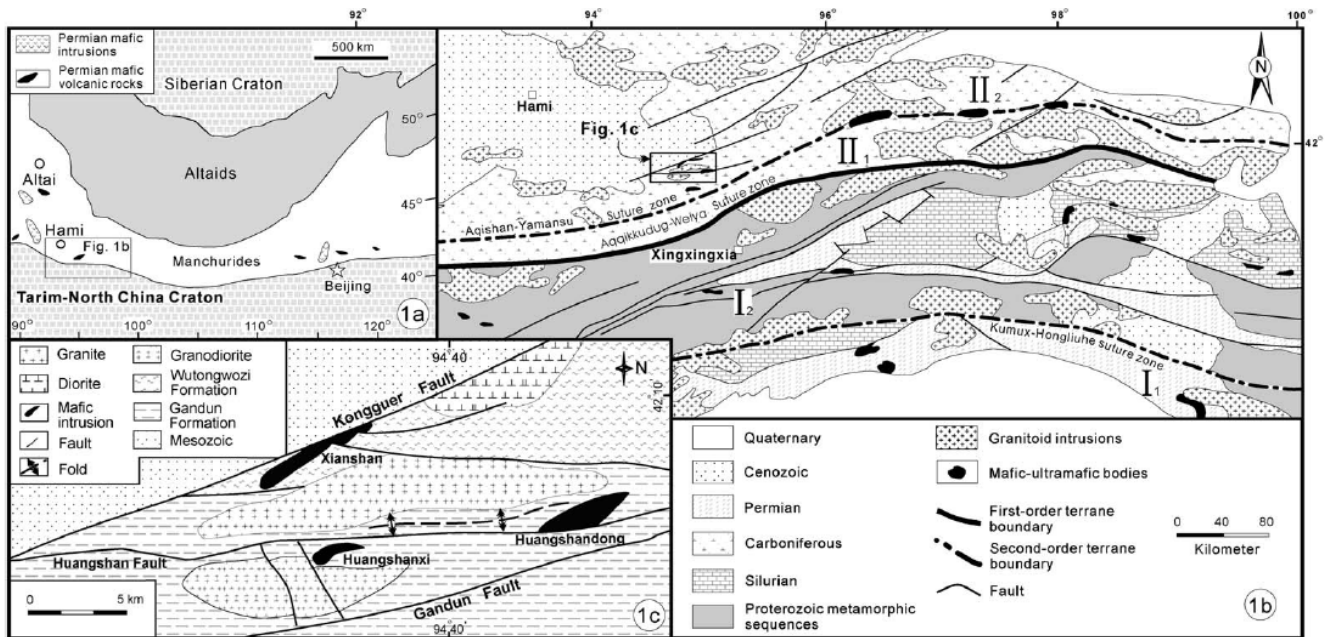 92°
94°
96°
98°
100°
Permian mafic
intrusions
Permian mafic
volcanic rocks
500 km
Siberian Craton
50°
Altaids
Altai
45°
Hami
Fig. 1b
Manchurides
40°
Beijing
Tarim-North China Craton
1a
90°
100°
110°
120°
N
Hami
Fig. 1c
II2
II1
42°
Aqishan-Yamansu Suture zone
Aqqikkudug-Weiya Suture zone
Xingxingxia
I2
Kumux-Hongliuhe suture zone
I1
Granite
Granodiorite
Diorite
Wutongwozi
Formation
Mafic
intrusion
Gandun
Formation
Fault
Mesozoic
Fold
94 40
N
42 10
Kongguer Fault
Xianshan
Huangshandong
Huangshan Fault
Huangshanxi
Gandun Fault
0 5 km
94°40'
1c
Quaternary
Cenozoic
Permian
Carboniferous
Silurian
Proterozoic metamorphic
sequences
Granitoid intrusions
Mafic-ultramafic bodies
First-order terrane
boundary
Second-order terrane
boundary
Fault
0 40 80
Kilometer
1b